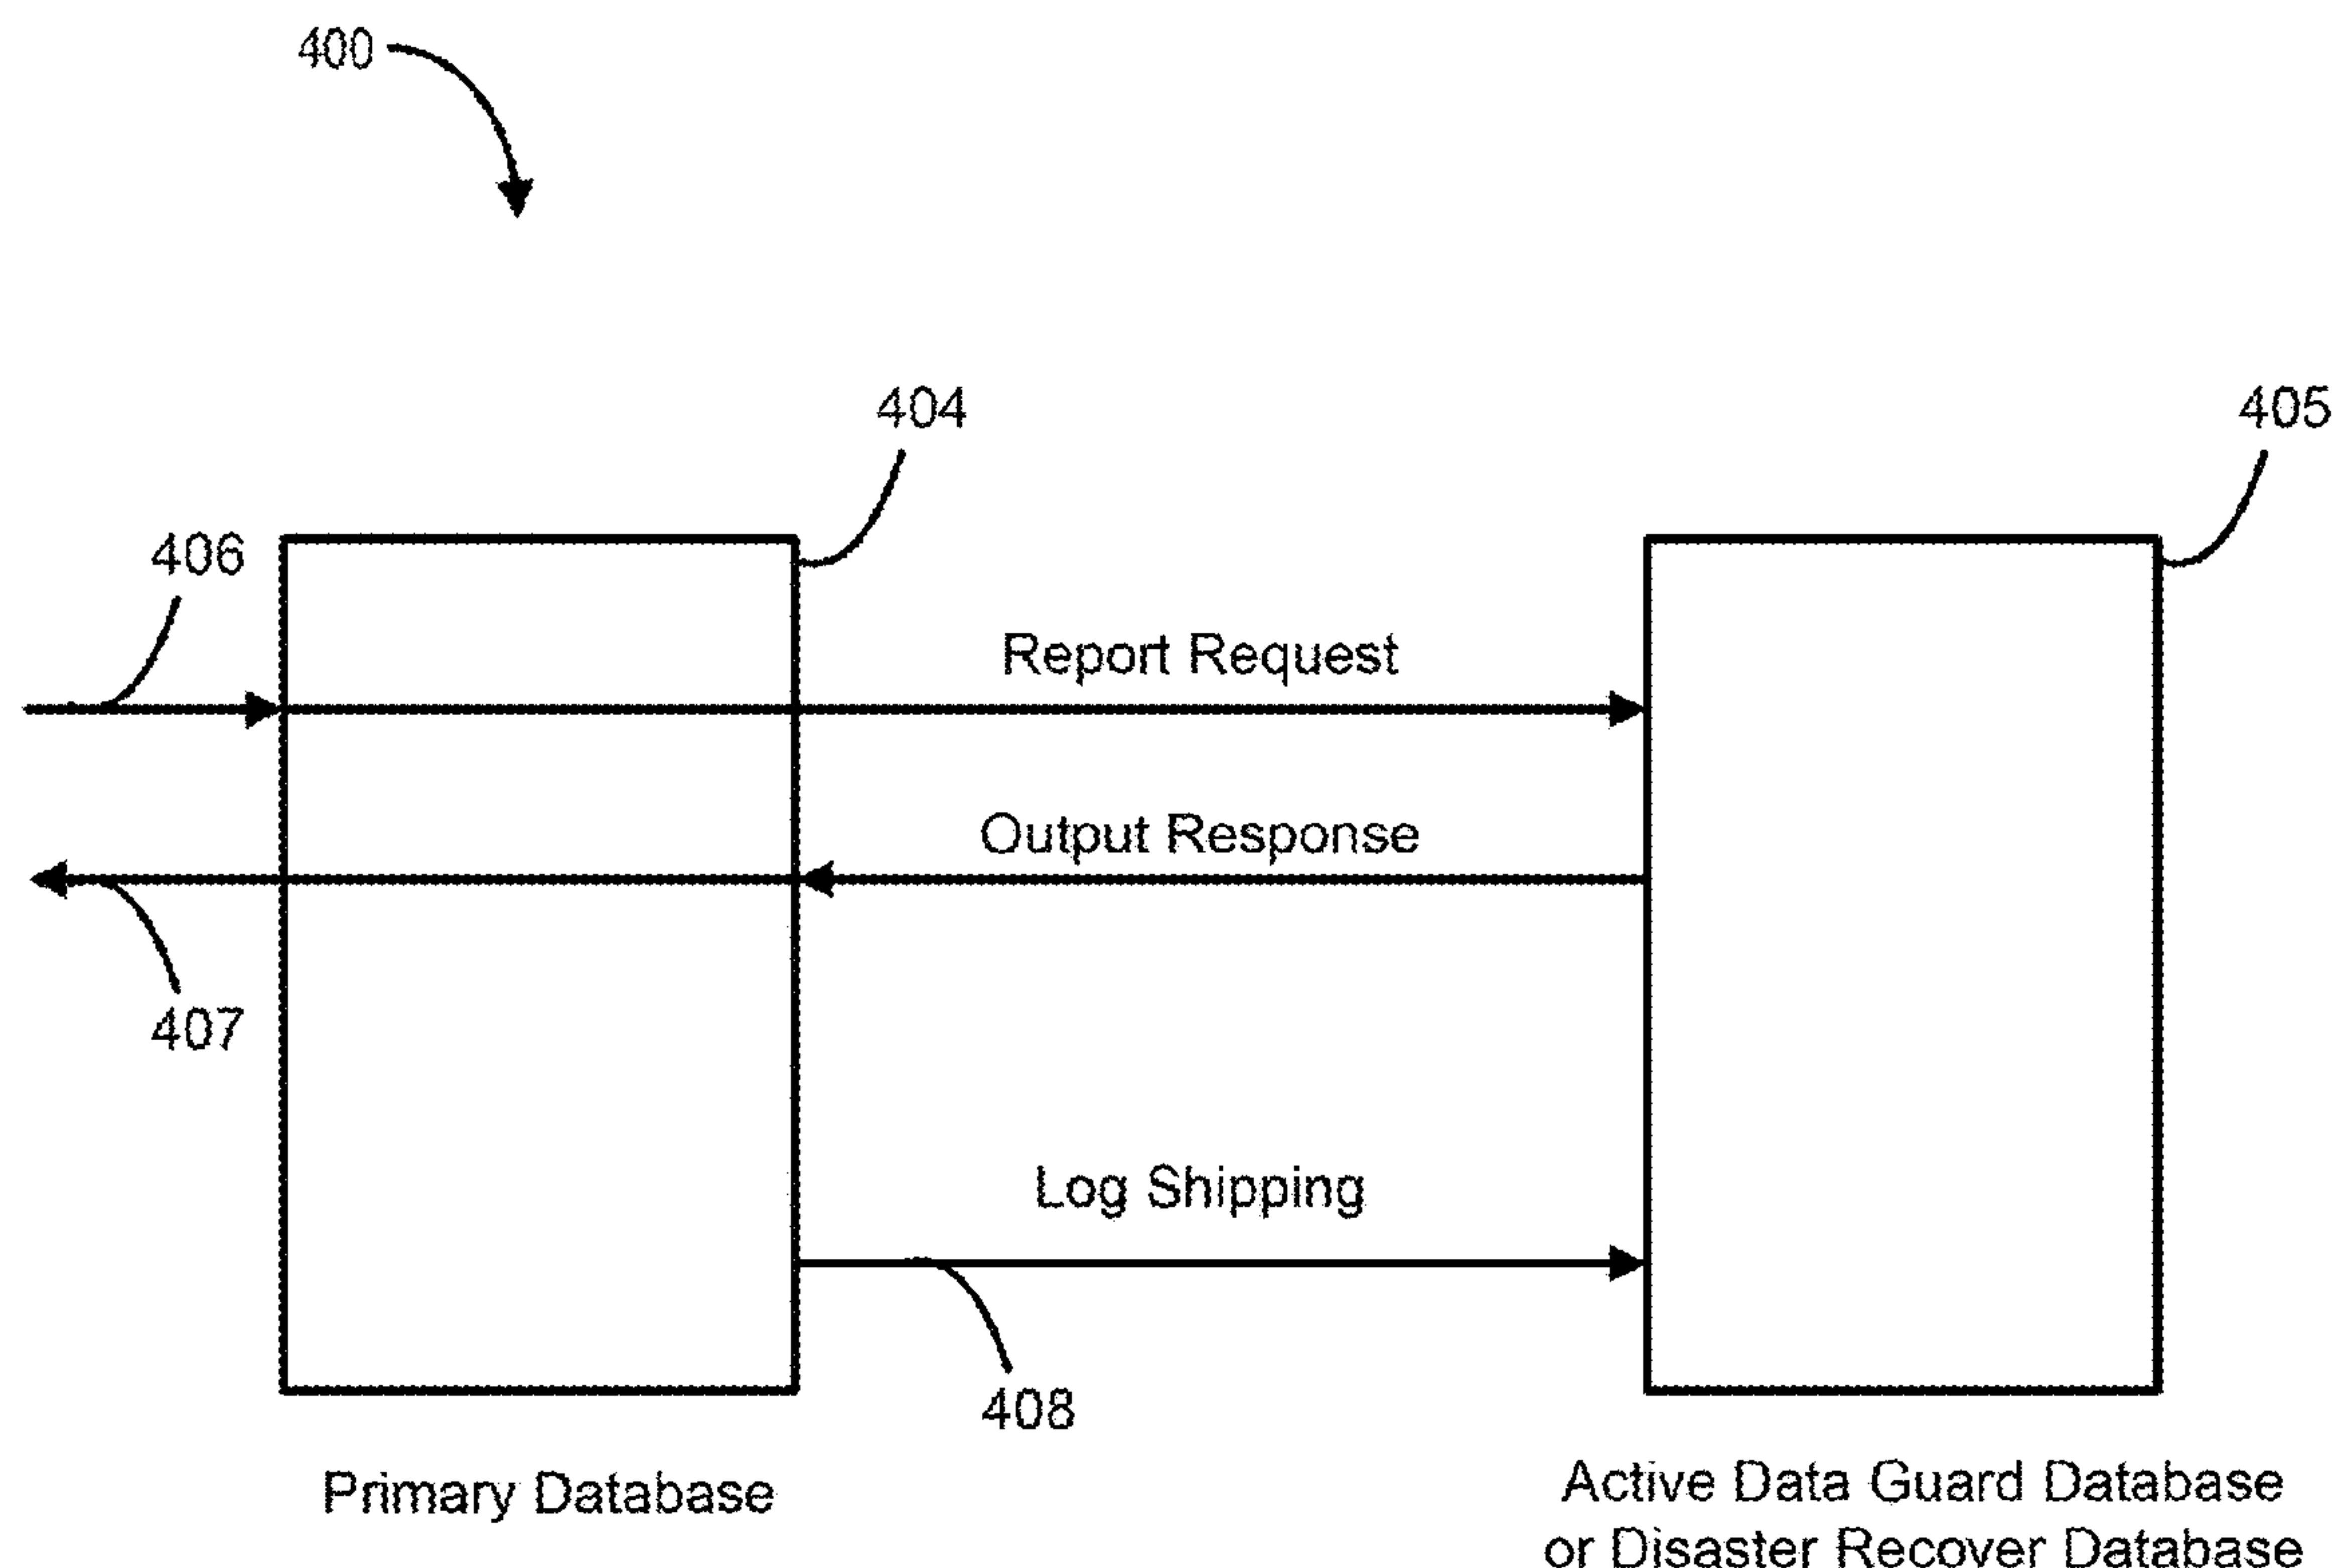 400
404
405
406
Report Request
Output Response
407
Log Shipping
408
Primary Database
Active Data Guard Database
or Disaster Recover Database